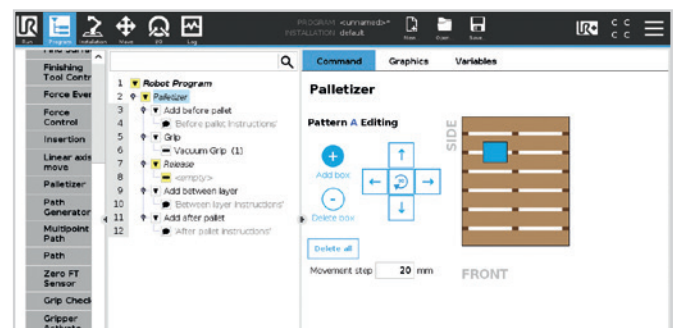 PROGRAM <unnamed>*
INSTALLATION default
Run
Program
Installation
Move
I/O
Log
New
Open
Save
UR+
C C
C C
Finishing
Tool Contr
Force Ever
Force
Control
Insertion
Linear axis
move
Palletizer
Path
Generator
Multipoint
Path
Path
Zero FT
Sensor
Grip Check
Gripper
1 Robot Program
2 Palletizer
3 Add before pallet
4 'Before pallet Instructions'
5 Grip
6 Vacuum Grip (1)
7 Release
8 <empty>
9 Add between layer
10 'Between layer instructions'
11 Add after pallet
12 'After pallet instructions'
Command
Graphics
Variables
Palletizer
Pattern A Editing
Add box
Delete box
Delete all
Movement step 20 mm
SIDE
FRONT